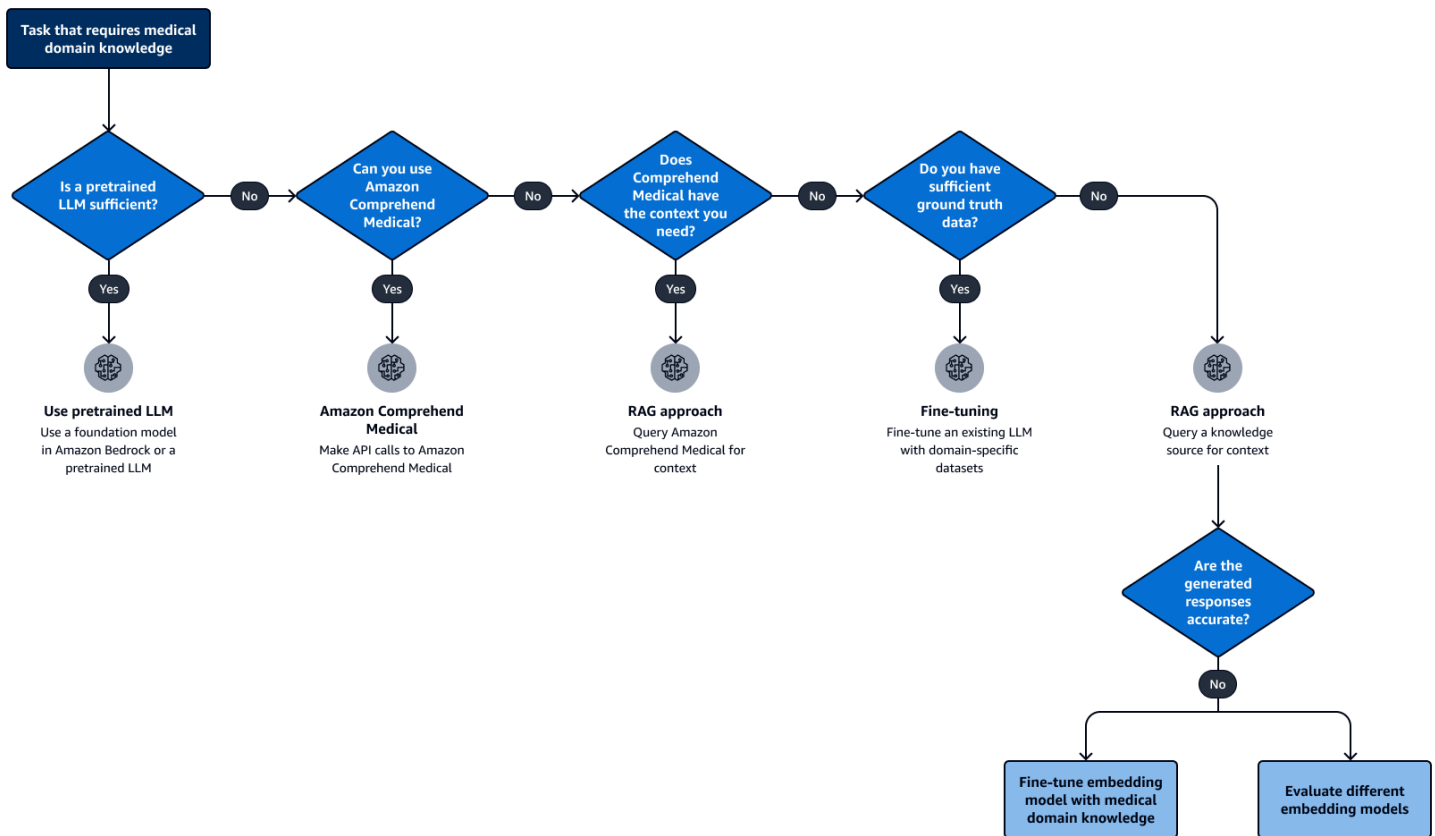 Task that requires medical
domain knowledge
Is a pretrained
LLM sufficient?
No
Can you use
Amazon
Comprehend
Medical?
No
Does
Comprehend
Medical have
the context you
need?
No
Do you have
sufficient
ground truth
data?
No
Yes
Yes
Yes
Yes
Use pretrained LLM
Use a foundation model
in Amazon Bedrock or a
pretrained LLM
Amazon Comprehend
Medical
Make API calls to Amazon
Comprehend Medical
RAG approach
Query Amazon
Comprehend Medical for
context
Fine-tuning
Fine-tune an existing LLM
with domain-specific
datasets
RAG approach
Query a knowledge
source for context
Are the
generated
responses
accurate?
No
Fine-tune embedding
model with medical
domain knowledge
Evaluate different
embedding models